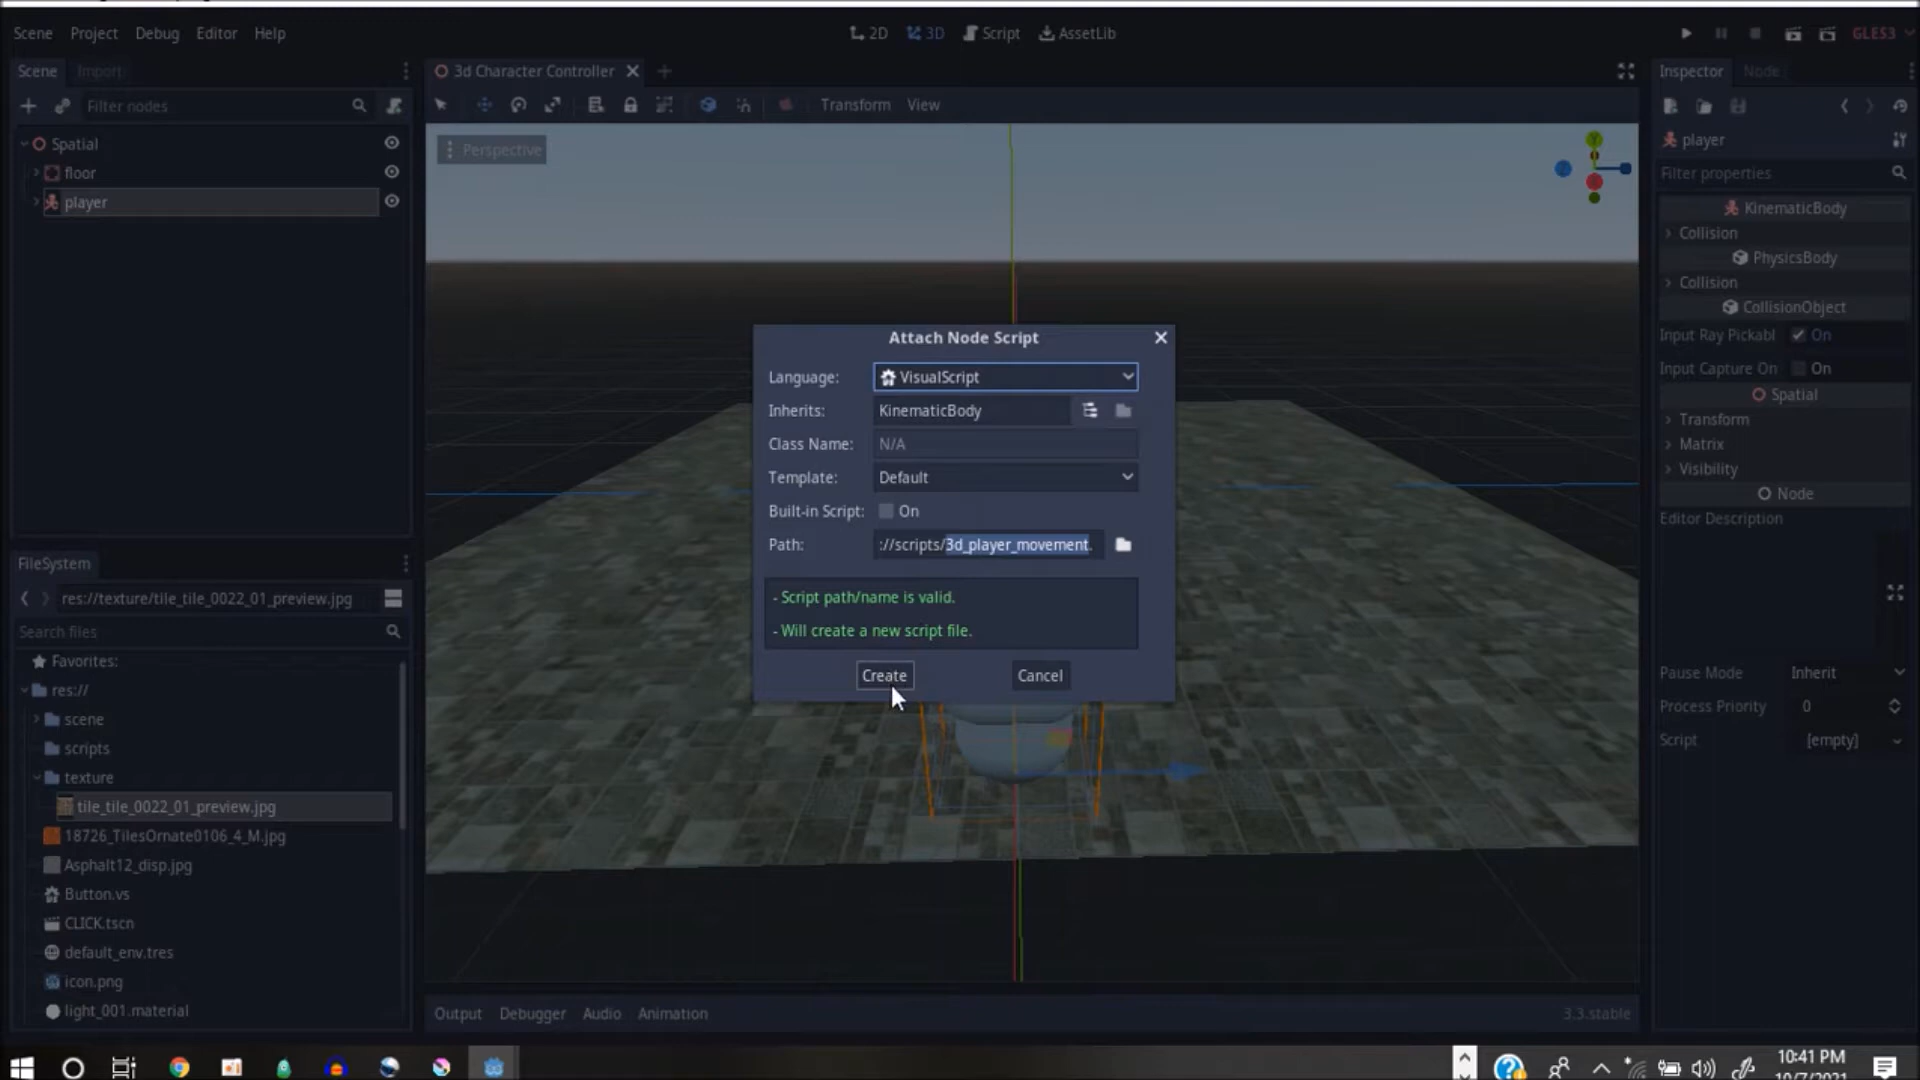 Scene Project Debug Editor Help
2D 3D Script AssetLib
GLES3
Scene Import
3d Character Controller
Inspector Node
Filter nodes
Transform View
Spatial
floor
player
Perspective
player
Filter properties
KinematicBody
Collision
PhysicsBody
Collision
CollisionObject
Input Ray Pickabl On
Input Capture On On
Spatial
Transform
Matrix
Visibility
Node
Editor Description
Pause Mode Inherit
Process Priority 0
Script [empty]
Attach Node Script
Language: VisualScript
Inherits: KinematicBody
Class Name: N/A
Template: Default
Built-in Script: On
Path: ://scripts/3d_player_movement.
- Script path/name is valid.
- Will create a new script file.
Create Cancel
FileSystem
res://texture/tile_tile_0022_01_preview.jpg
Search files
Favorites:
res://
scene
scripts
texture
tile_tile_0022_01_preview.jpg
18726_TilesOrnate0106_4_M.jpg
Asphalt12_disp.jpg
Button.vs
CLICK.tscn
default_env.tres
icon.png
light_001.material
Output Debugger Audio Animation
3.3.stable
10:41 PM